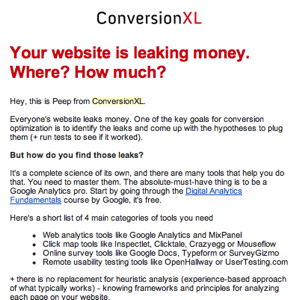 ConversionXL
Your website is leaking money.
Where? How much?
Hey, this is Peep from ConversionXL.
Everyone's website leaks money. One of the key goals for conversion
optimization is to identify the leaks and come up with the hypotheses to plug
them (+ run tests to see if it worked).
But how do you find those leaks?
It's a complete science of its own, and there are many tools that help you do
that. You need to master them. The absolute-must-have thing is to be a
Google Analytics pro. Start by going through the Digital Analytics
Fundamentals course by Google, it's free.
Here's a short list of 4 main categories of tools you need
• Web analytics tools like Google Analytics and MixPanel
• Click map tools like Inspectlet, Clicktale, Crazyegg or Mouseflow
• Online survey tools like Google Docs, Typeform or SurveyGizmo
• Remote usability testing tools like OpenHallway or UserTesting.com
+ there is no replacement for heuristic analysis (experience-based approach
of what typically works) - knowing frameworks and principles for analyzing
each page on your website.